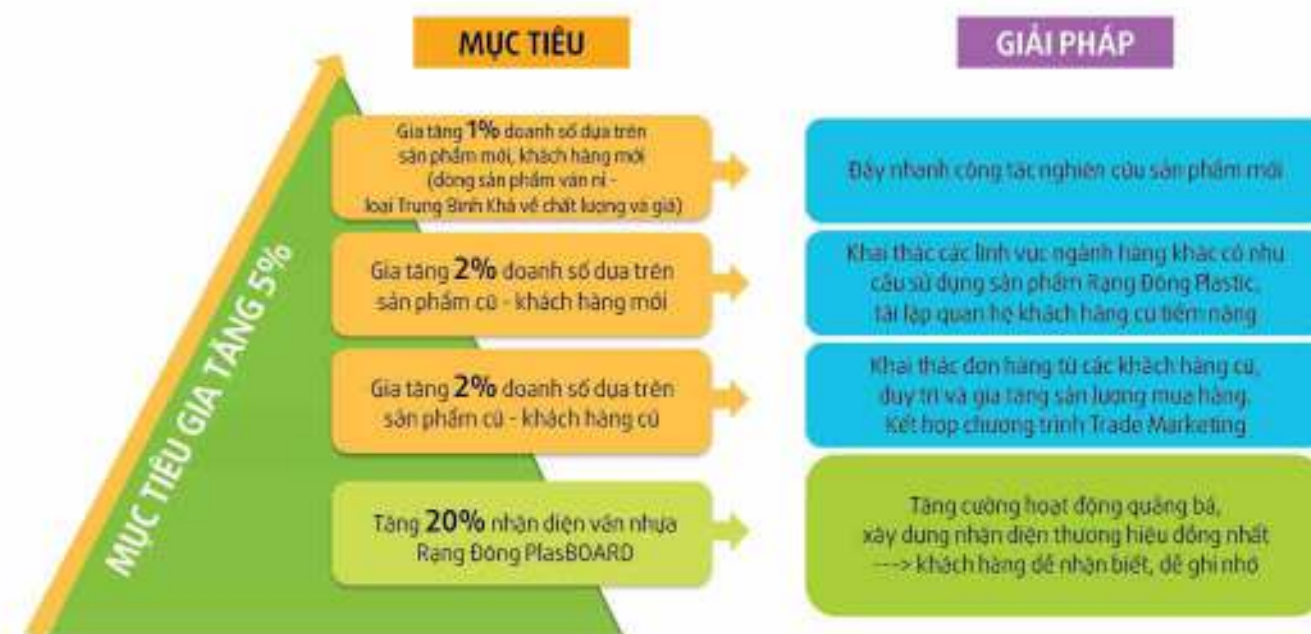 MỤC TIÊU
GIẢI PHÁP
MỤC TIÊU GIA TĂNG 5%
Gia tăng 1% doanh số dựa trên
sản phẩm mới, khách hàng mới
(dòng sản phẩm ván ni -
loại Trung Bình Khá về chất lượng và giá)
Đẩy nhanh công tác nghiên cứu sản phẩm mới
Gia tăng 2% doanh số dựa trên
sản phẩm cũ - khách hàng mới
Khai thác các lĩnh vực ngành hàng khác có nhu
cầu sử dụng sản phẩm Rạng Đông Plastic,
tái lập quan hệ khách hàng cũ tiềm năng
Gia tăng 2% doanh số dựa trên
sản phẩm cũ - khách hàng cũ
Khai thác đơn hàng từ các khách hàng cũ,
duy trì và gia tăng sản lượng mua hàng.
Kết hợp chương trình Trade Marketing
Tăng 20% nhận diện ván nhựa
Rạng Đông PlasBOARD
Tăng cường hoạt động quảng bá,
xây dựng nhận diện thương hiệu đồng nhất
---> khách hàng dễ nhận biết, dễ ghi nhớ